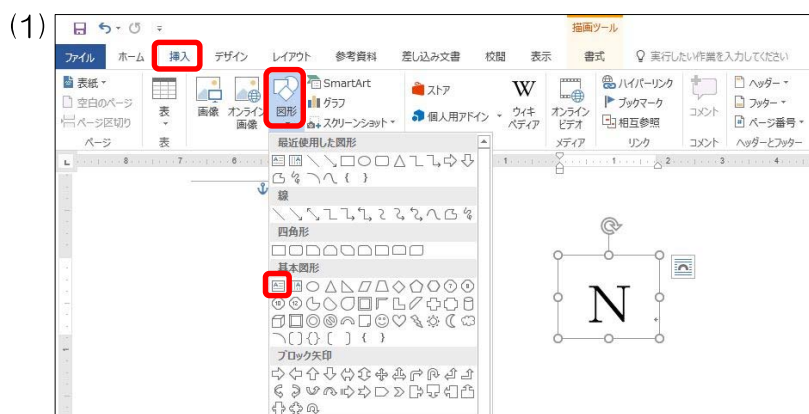 (1)
描画ツール
ファイル ホーム 挿入 デザイン レイアウト 参考資料 差し込み文書 校閲 表示 書式 実行したい作業を入力してください
表紙
空白のページ
ページ区切り
ページ
表
表
画像
オンライン
画像
図形
SmartArt
グラフ
スクリーンショット
ストア
個人用アドイン
W
ウィキ
ペディア
オンライン
ビデオ
メディア
ハイパーリンク
ブックマーク
相互参照
リンク
コメント
コメント
ヘッダー
フッター
ページ番号
ヘッダーとフッター
最近使用した図形
線
四角形
基本図形
ブロック矢印
L 8 7 6 1 1 2 3 4
N